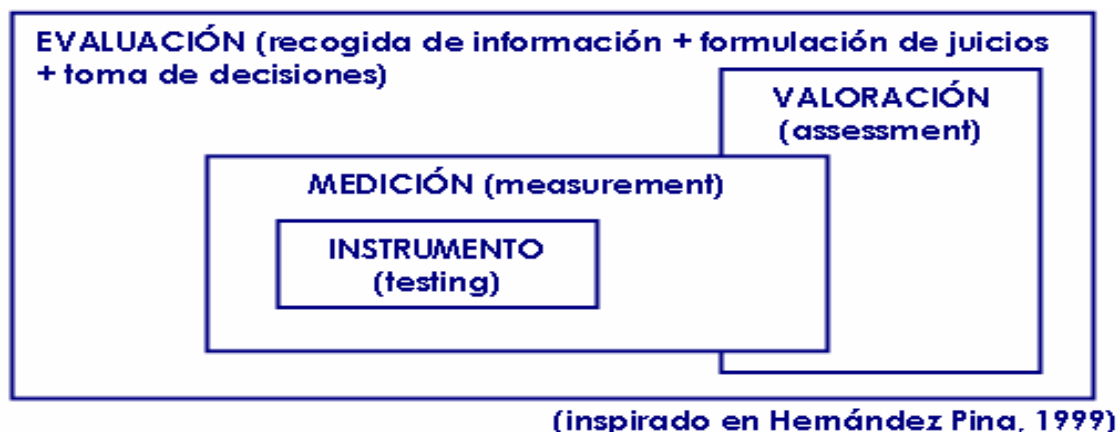 EVALUACIÓN (recogida de información + formulación de juicios
+ toma de decisiones)
VALORACIÓN
(assessment)
MEDICIÓN (measurement)
INSTRUMENTO
(testing)
(inspirado en Hernández Pina, 1999)